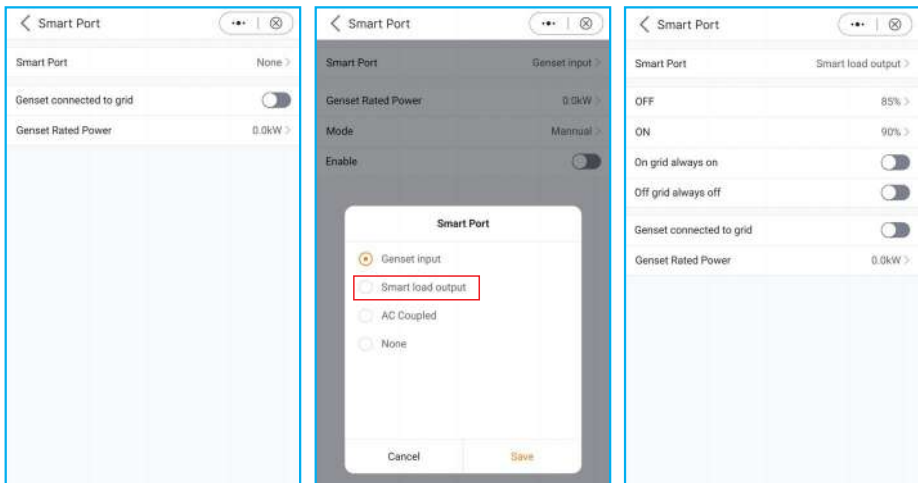 Smart Port
Smart Port None >
Genset connected to grid
Genset Rated Power 0.0kW >
Smart Port
Smart Port Genset input >
Genset Rated Power 0.0kW >
Mode Mannual >
Enable
Smart Port
Genset input
Smart load output
AC Coupled
None
Cancel Save
Smart Port
Smart Port Smart load output >
OFF 85% >
ON 90% >
On grid always on
Off grid always off
Genset connected to grid
Genset Rated Power 0.0kW >